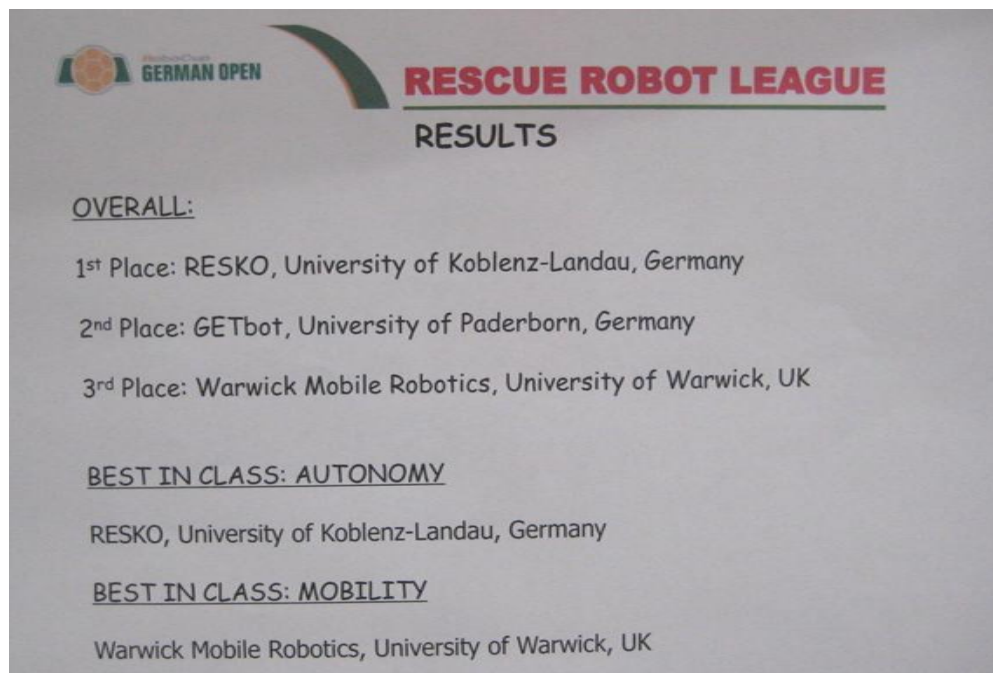 RoboCup
GERMAN OPEN
RESCUE ROBOT LEAGUE
RESULTS
OVERALL:
1st Place: RESKO, University of Koblenz-Landau, Germany
2nd Place: GETbot, University of Paderborn, Germany
3rd Place: Warwick Mobile Robotics, University of Warwick, UK
BEST IN CLASS: AUTONOMY
RESKO, University of Koblenz-Landau, Germany
BEST IN CLASS: MOBILITY
Warwick Mobile Robotics, University of Warwick, UK